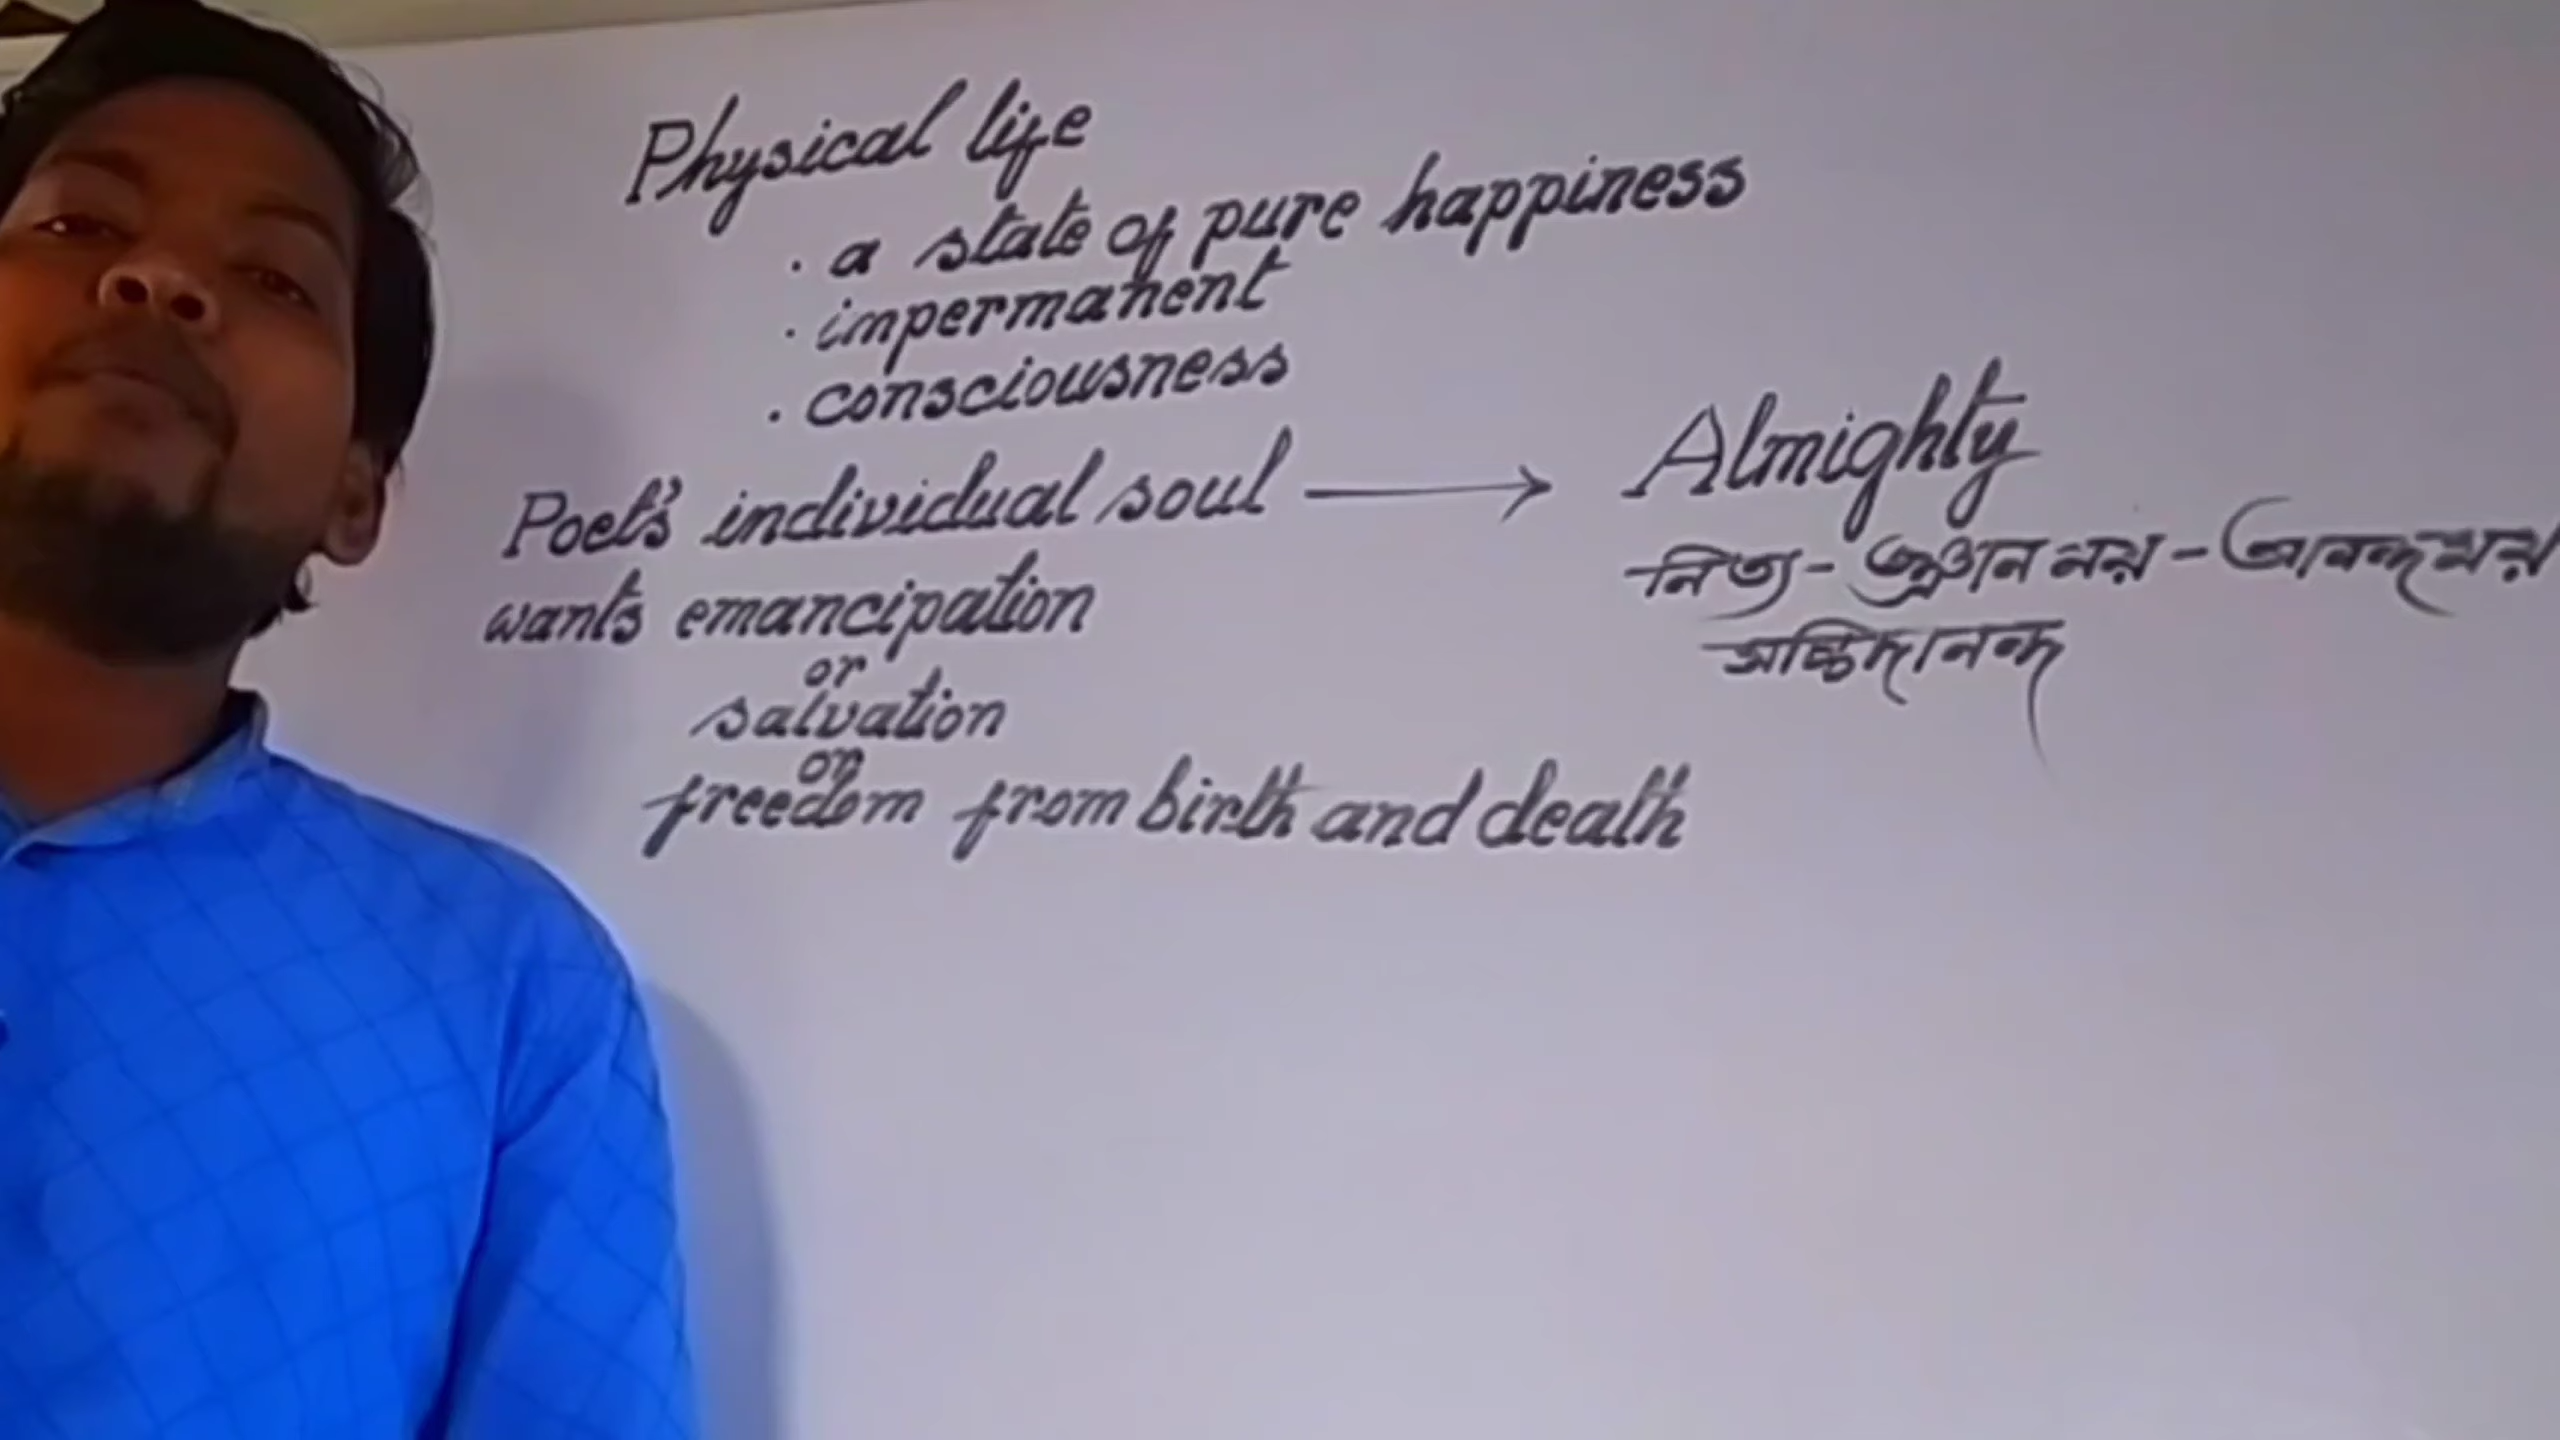 Physical life
. a state of pure happiness
. impermanent
. consciousness
Poet's individual soul → Almighty
নিত্য - জ্ঞানময় - আনন্দময়
সচ্চিদানন্দ
wants emancipation
or
salvation
or
freedom from birth and death